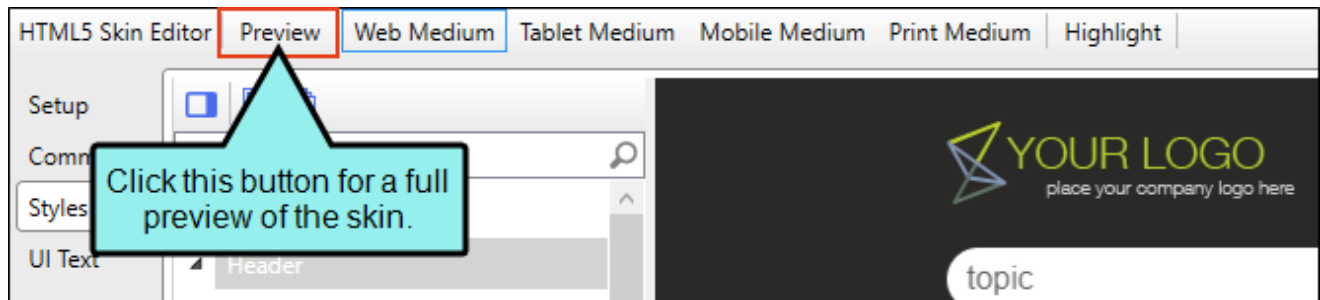 HTML5 Skin Editor Preview Web Medium Tablet Medium Mobile Medium Print Medium Highlight
Setup
YOUR LOGO
place your company logo here
Click this button for a full
preview of the skin.
Styles
UI Text
Header
topic